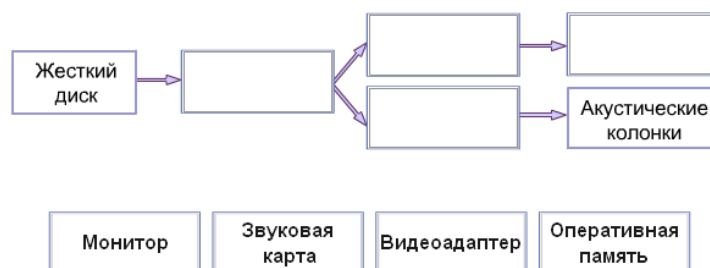 Жесткий
диск
Акустические
колонки
Монитор
Звуковая
карта
Видеоадаптер
Оперативная
память